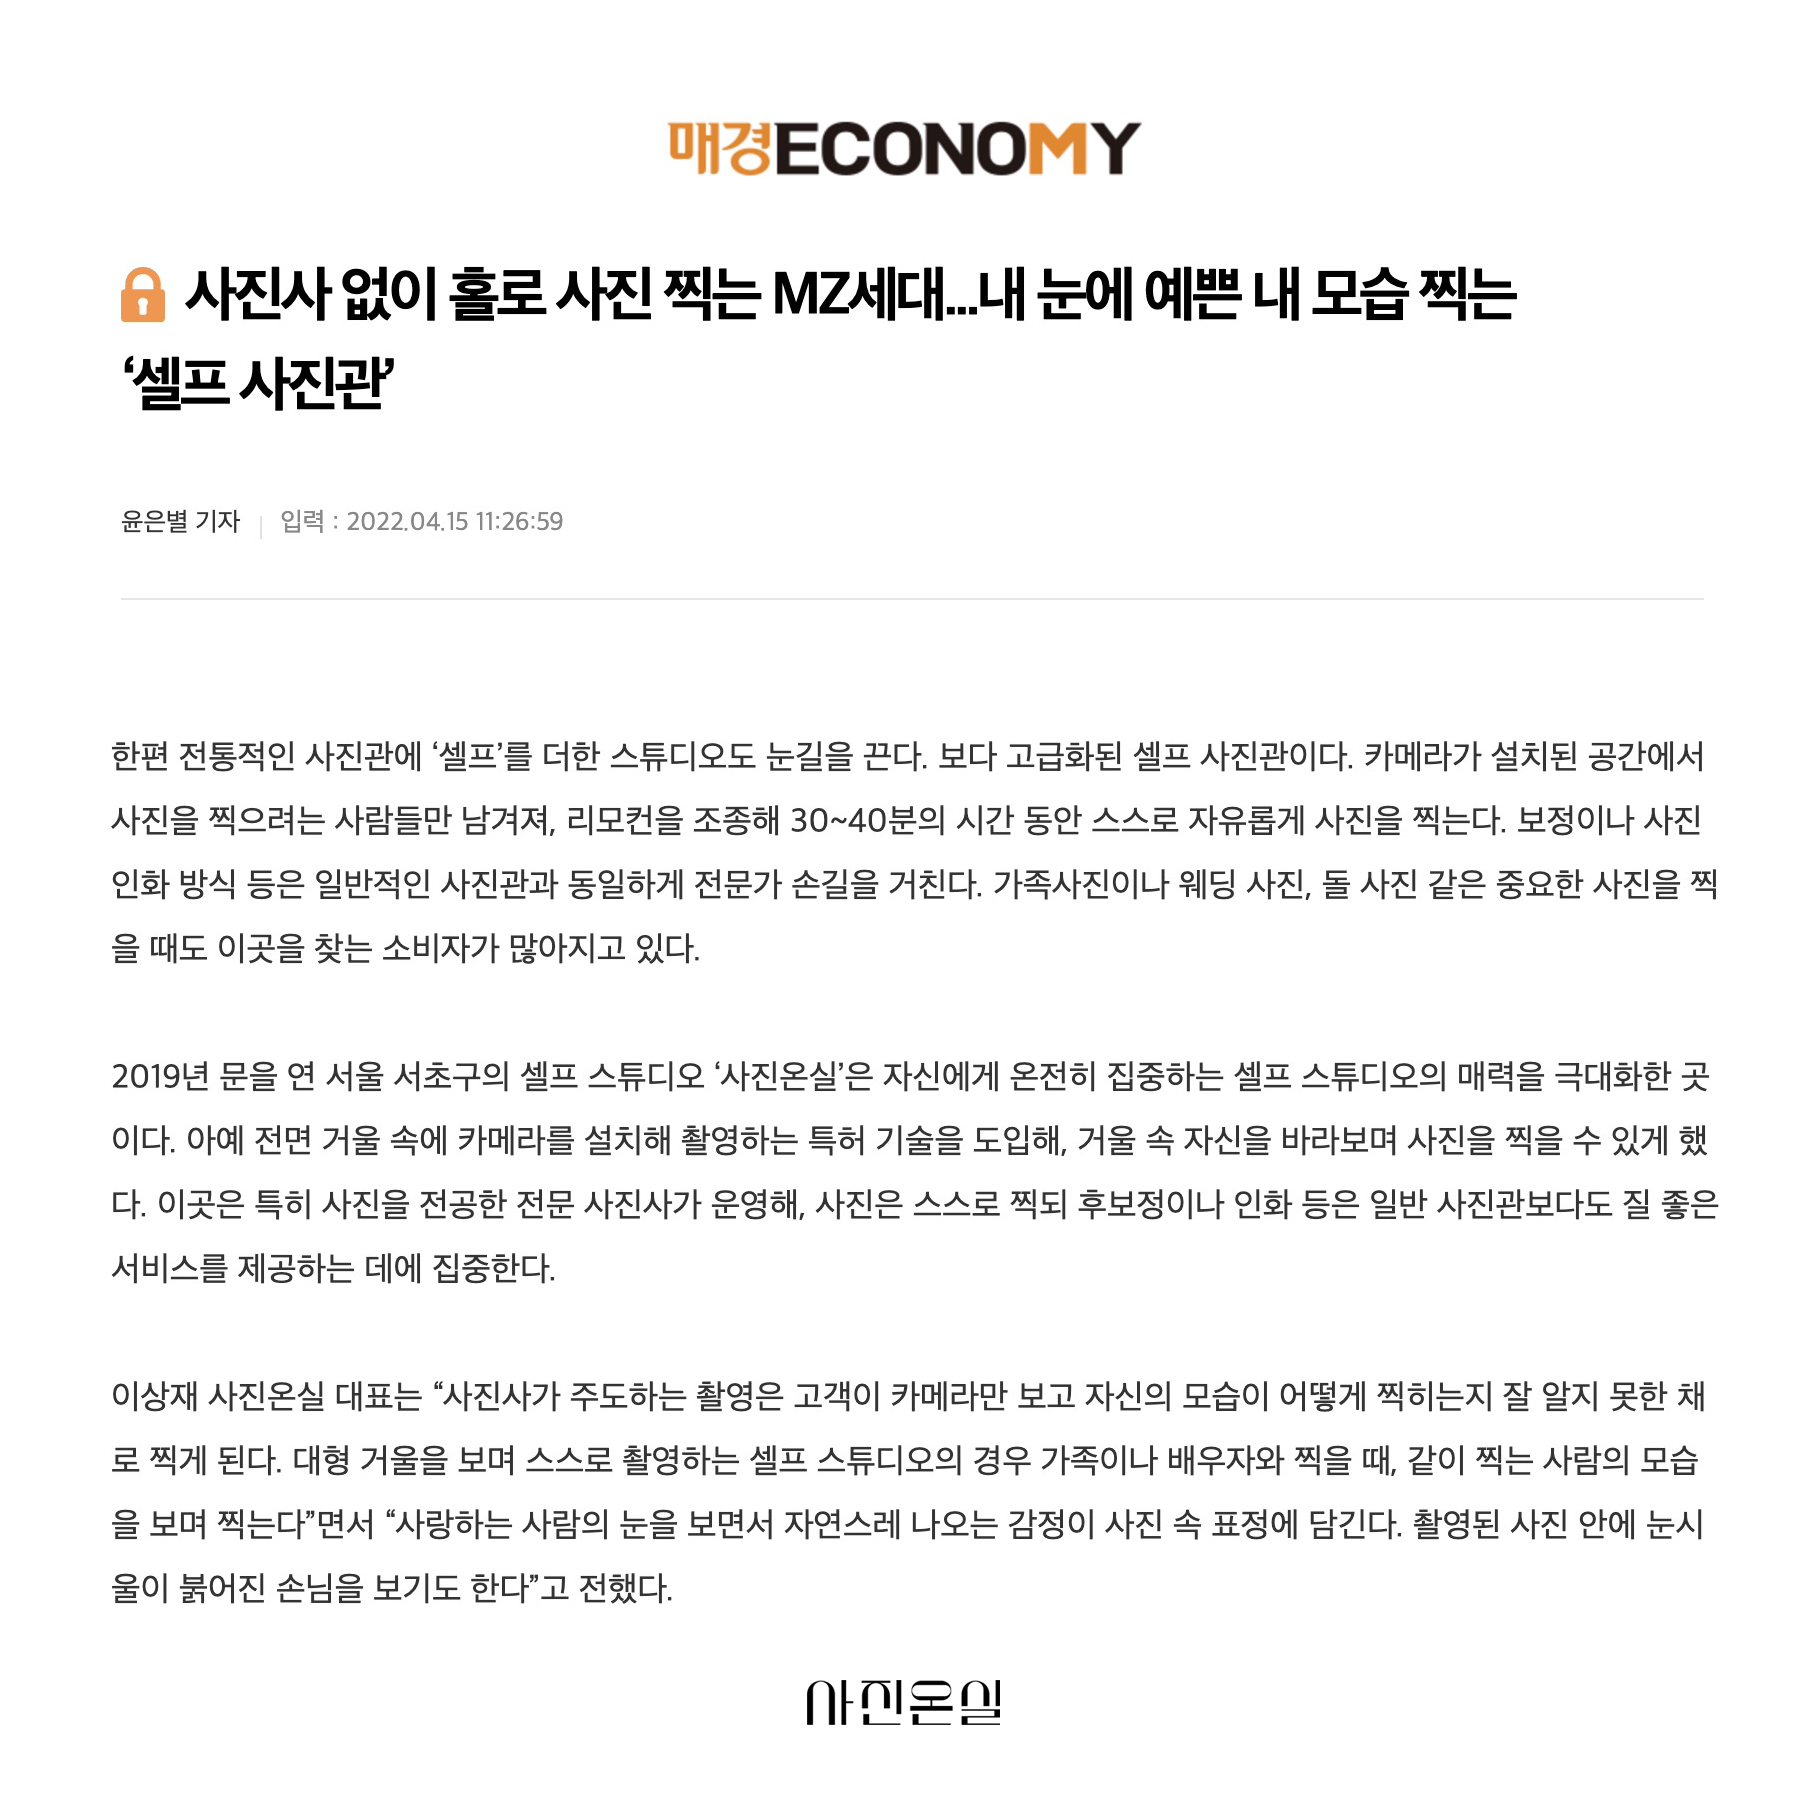 매경ECONOMY
사진사 없이 홀로 사진 찍는 MZ세대...내 눈에 예쁜 내 모습 찍는
‘셀프 사진관’
윤은별 기자 | 입력 : 2022.04.15 11:26:59
한편 전통적인 사진관에 ‘셀프’를 더한 스튜디오도 눈길을 끈다. 보다 고급화된 셀프 사진관이다. 카메라가 설치된 공간에서
사진을 찍으려는 사람들만 남겨져, 리모컨을 조종해 30~40분의 시간 동안 스스로 자유롭게 사진을 찍는다. 보정이나 사진
인화 방식 등은 일반적인 사진관과 동일하게 전문가 손길을 거친다. 가족사진이나 웨딩 사진, 돌 사진 같은 중요한 사진을 찍
을 때도 이곳을 찾는 소비자가 많아지고 있다.
2019년 문을 연 서울 서초구의 셀프 스튜디오 ‘사진온실’은 자신에게 온전히 집중하는 셀프 스튜디오의 매력을 극대화한 곳
이다. 아예 전면 거울 속에 카메라를 설치해 촬영하는 특허 기술을 도입해, 거울 속 자신을 바라보며 사진을 찍을 수 있게 했
다. 이곳은 특히 사진을 전공한 전문 사진사가 운영해, 사진은 스스로 찍되 후보정이나 인화 등은 일반 사진관보다도 질 좋은
서비스를 제공하는 데에 집중한다.
이상재 사진온실 대표는 “사진사가 주도하는 촬영은 고객이 카메라만 보고 자신의 모습이 어떻게 찍히는지 잘 알지 못한 채
로 찍게 된다. 대형 거울을 보며 스스로 촬영하는 셀프 스튜디오의 경우 가족이나 배우자와 찍을 때, 같이 찍는 사람의 모습
을 보며 찍는다”면서 “사랑하는 사람의 눈을 보면서 자연스레 나오는 감정이 사진 속 표정에 담긴다. 촬영된 사진 안에 눈시
울이 붉어진 손님을 보기도 한다”고 전했다.
사진온실